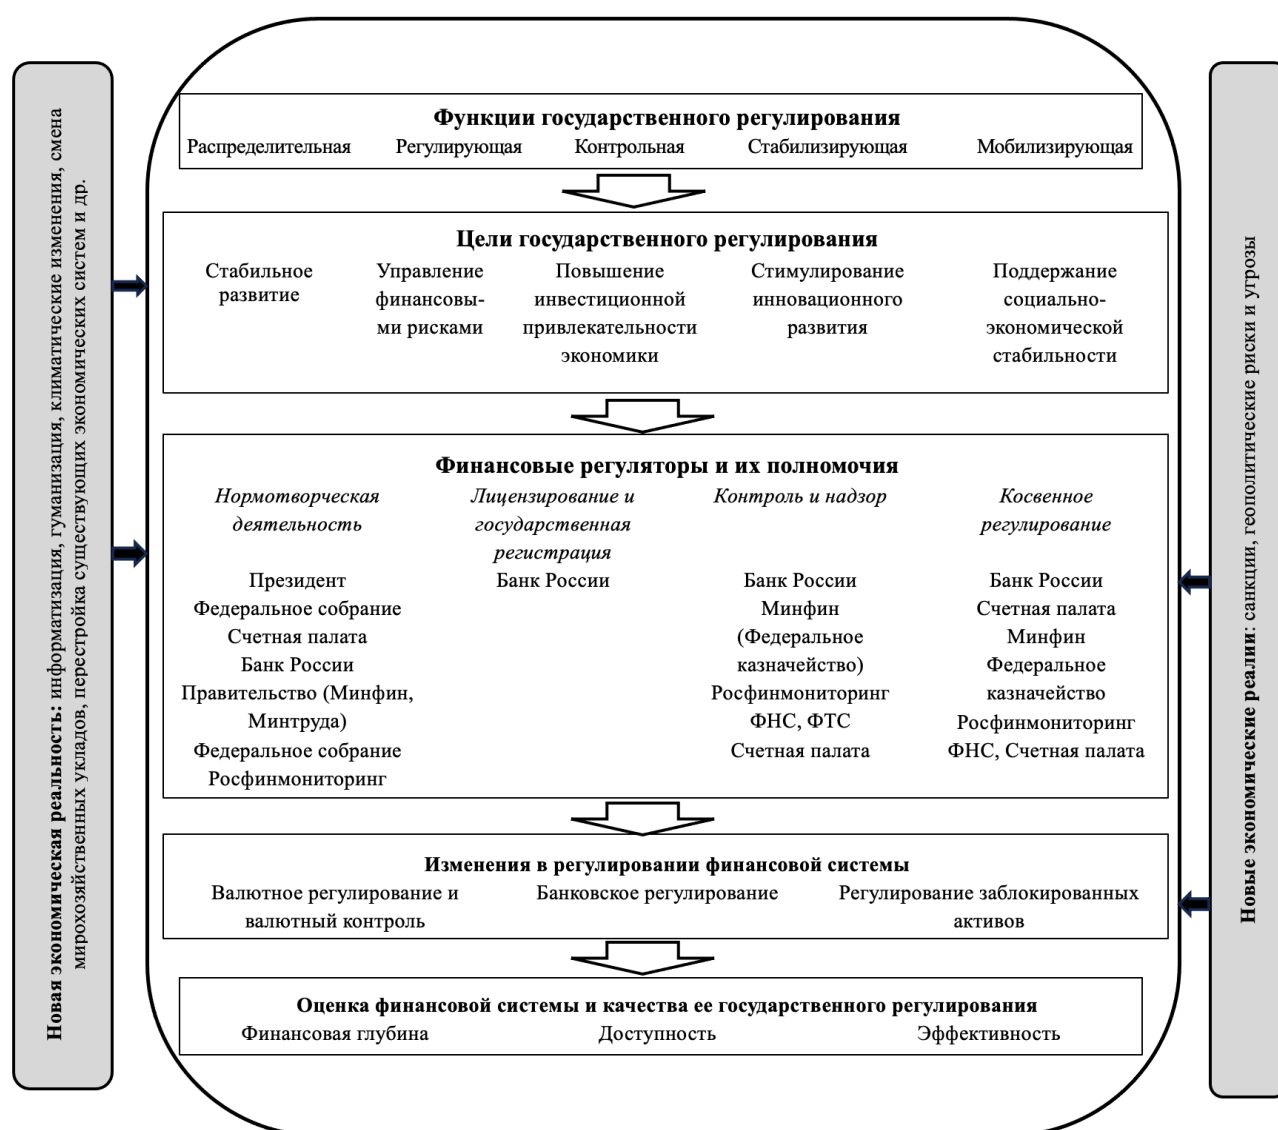 Новая экономическая реальность: информатизация, гуманизация, климатические изменения, смена
мирохозяйственных укладов, перестройка существующих экономических систем и др.
Функции государственного регулирования
Распределительная Регулирующая Контрольная Стабилизирующая Мобилизирующая
Цели государственного регулирования
Стабильное
развитие
Управление
финансовы-
ми рисками
Повышение
инвестиционной
привлекательности
экономики
Стимулирование
инновационного
развития
Поддержание
социально-
экономической
стабильности
Финансовые регуляторы и их полномочия
Нормотворческая
деятельность
Президент
Федеральное собрание
Счетная палата
Банк России
Правительство (Минфин,
Минтруда)
Федеральное собрание
Росфинмониторинг
Лицензирование и
государственная
регистрация
Банк России
Контроль и надзор
Банк России
Минфин
(Федеральное
казначейство)
Росфинмониторинг
ФНС, ФТС
Счетная палата
Косвенное
регулирование
Банк России
Счетная палата
Минфин
Федеральное
казначейство
Росфинмониторинг
ФНС, Счетная палата
Изменения в регулировании финансовой системы
Валютное регулирование и
валютный контроль
Банковское регулирование
Регулирование заблокированных
активов
Оценка финансовой системы и качества ее государственного регулирования
Финансовая глубина Доступность Эффективность
Новые экономические реалии: санкции, геополитические риски и угрозы